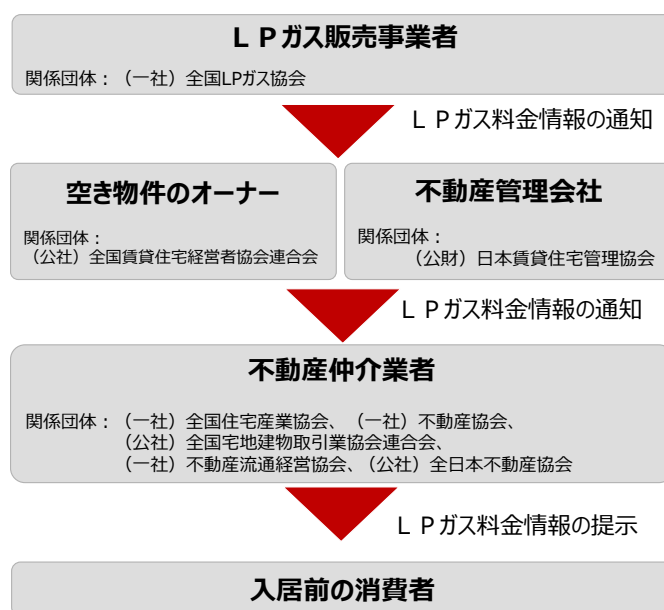 ＬＰガス販売事業者
関係団体：（一社）全国LPガス協会
ＬＰガス料金情報の通知
空き物件のオーナー
関係団体：
（公社）全国賃貸住宅経営者協会連合会
不動産管理会社
関係団体：
（公財）日本賃貸住宅管理協会
ＬＰガス料金情報の通知
不動産仲介業者
関係団体：（一社）全国住宅産業協会、（一社）不動産協会、
（公社）全国宅地建物取引業協会連合会、
（一社）不動産流通経営協会、（公社）全日本不動産協会
ＬＰガス料金情報の提示
入居前の消費者